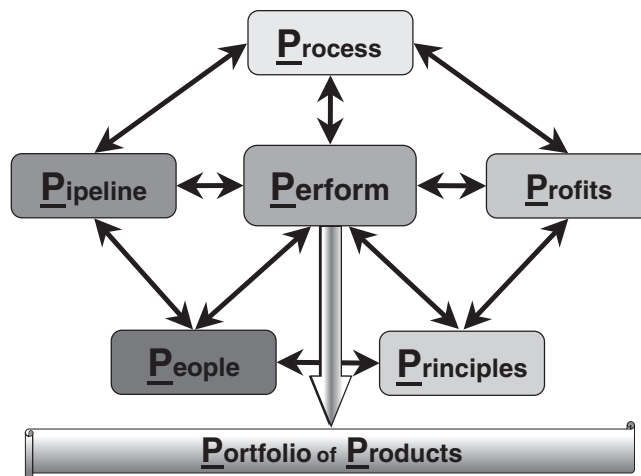 Process
Pipeline
Perform
Profits
People
Principles
Portfolio of Products